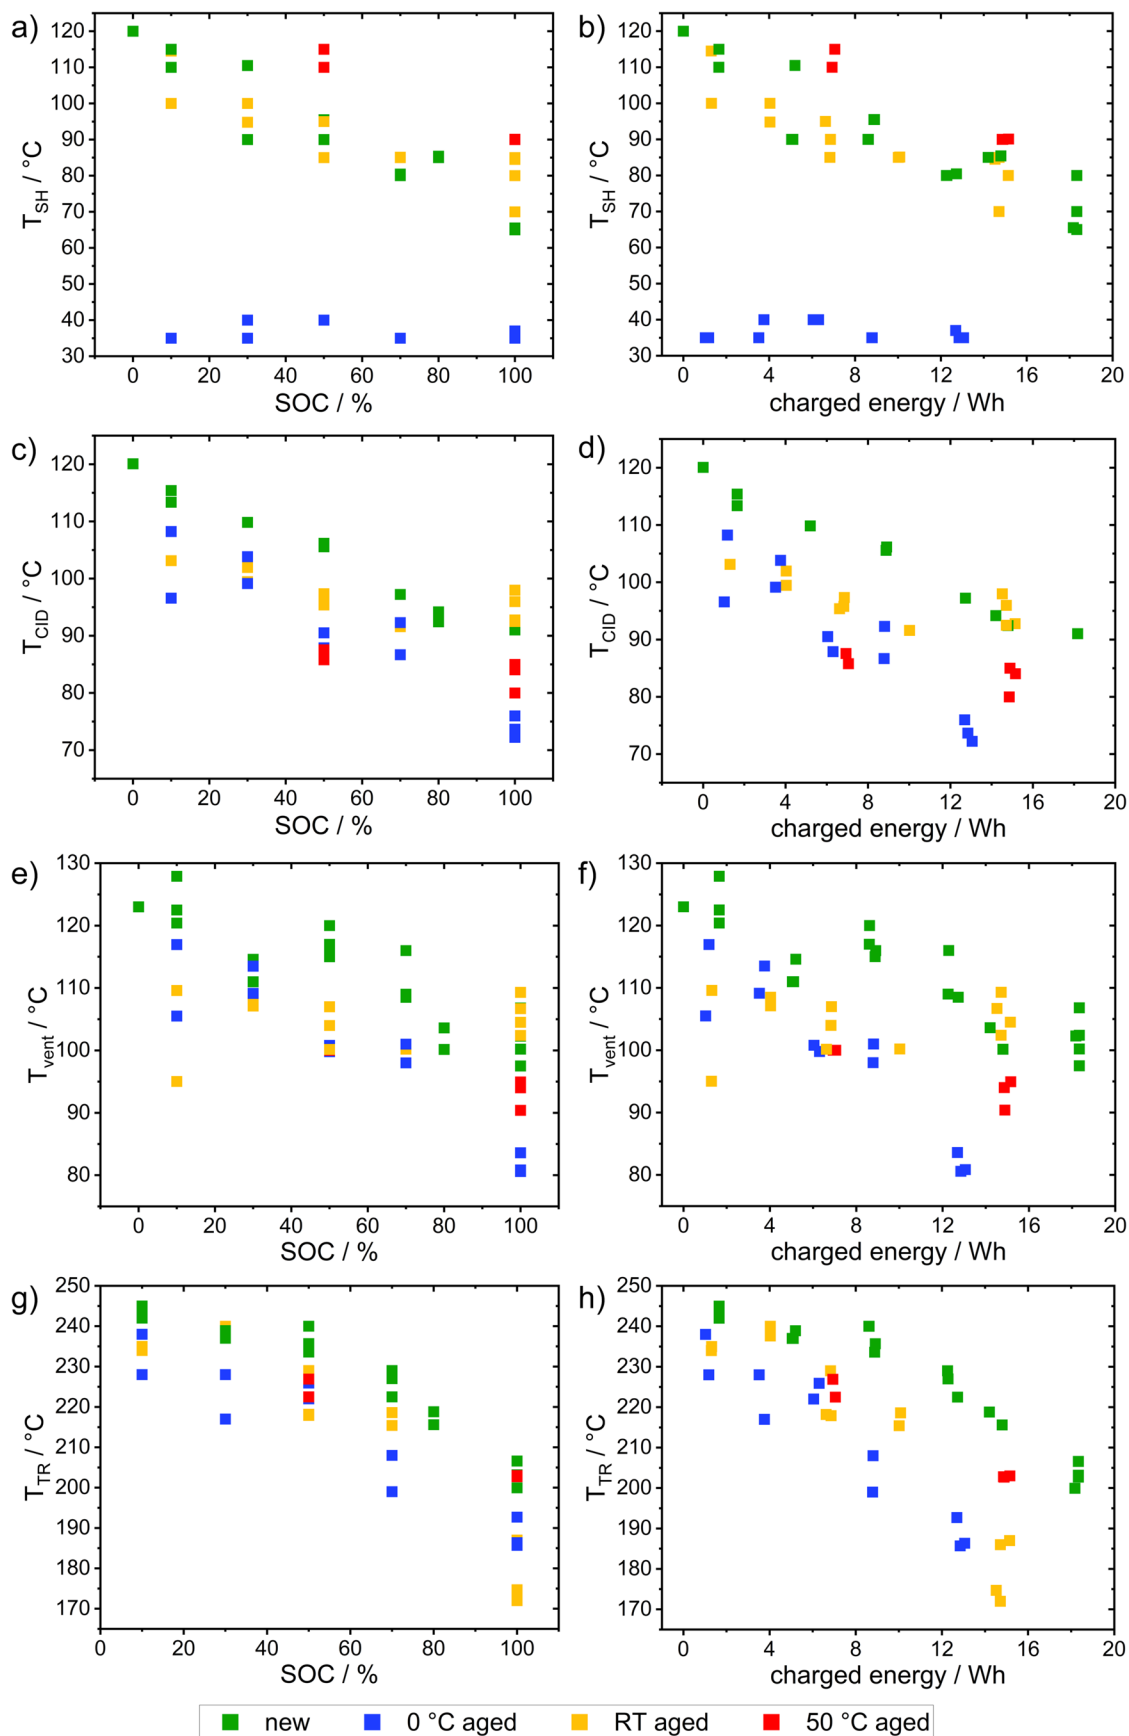 a)
120
110
100
90
80
70
60
50
40
30
T_SH / °C
0 20 40 60 80 100
SOC / %
b)
120
110
100
90
80
70
60
50
40
30
T_SH / °C
0 4 8 12 16 20
charged energy / Wh
c)
120
110
100
90
80
70
T_CID / °C
0 20 40 60 80 100
SOC / %
d)
120
110
100
90
80
70
T_CID / °C
0 4 8 12 16 20
charged energy / Wh
e)
130
120
110
100
90
80
T_vent / °C
0 20 40 60 80 100
SOC / %
f)
130
120
110
100
90
80
T_vent / °C
0 4 8 12 16 20
charged energy / Wh
g)
250
240
230
220
210
200
190
180
170
T_TR / °C
0 20 40 60 80 100
SOC / %
h)
250
240
230
220
210
200
190
180
170
T_TR / °C
0 4 8 12 16 20
charged energy / Wh
new 0 °C aged RT aged 50 °C aged